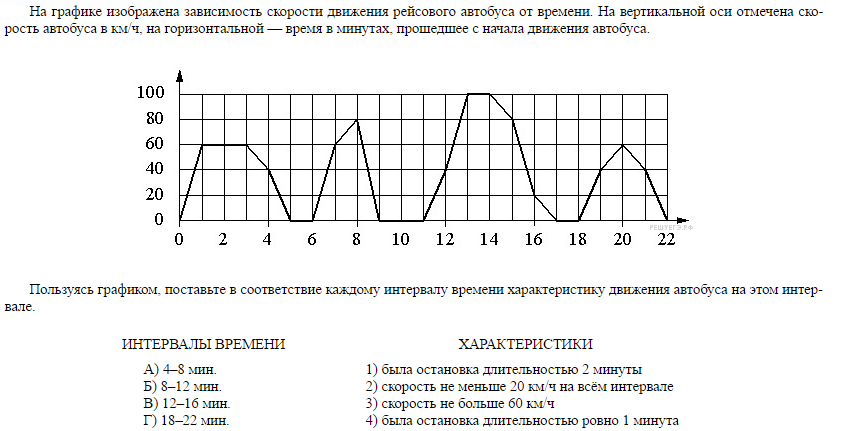 На графике изображена зависимость скорости движения рейсового автобуса от времени. На вертикальной оси отмечена ско-
рость автобуса в км/ч, на горизонтальной — время в минутах, прошедшее с начала движения автобуса.
100
80
60
40
20
0
0 2 4 6 8 10 12 14 16 18 20 22
РЕШУЕГЭ.РФ
Пользуясь графиком, поставьте в соответствие каждому интервалу времени характеристику движения автобуса на этом интер-
вале.
ИНТЕРВАЛЫ ВРЕМЕНИ ХАРАКТЕРИСТИКИ
А) 4–8 мин. 1) была остановка длительностью 2 минуты
Б) 8–12 мин. 2) скорость не меньше 20 км/ч на всём интервале
В) 12–16 мин. 3) скорость не больше 60 км/ч
Г) 18–22 мин. 4) была остановка длительностью ровно 1 минута